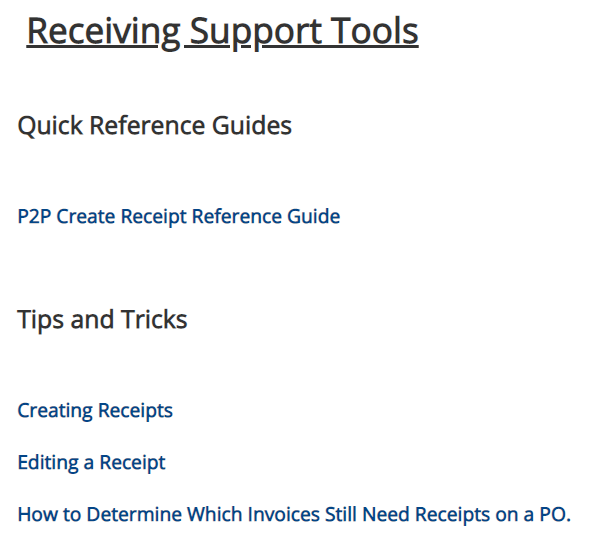 Receiving Support Tools
Quick Reference Guides
P2P Create Receipt Reference Guide
Tips and Tricks
Creating Receipts
Editing a Receipt
How to Determine Which Invoices Still Need Receipts on a PO.